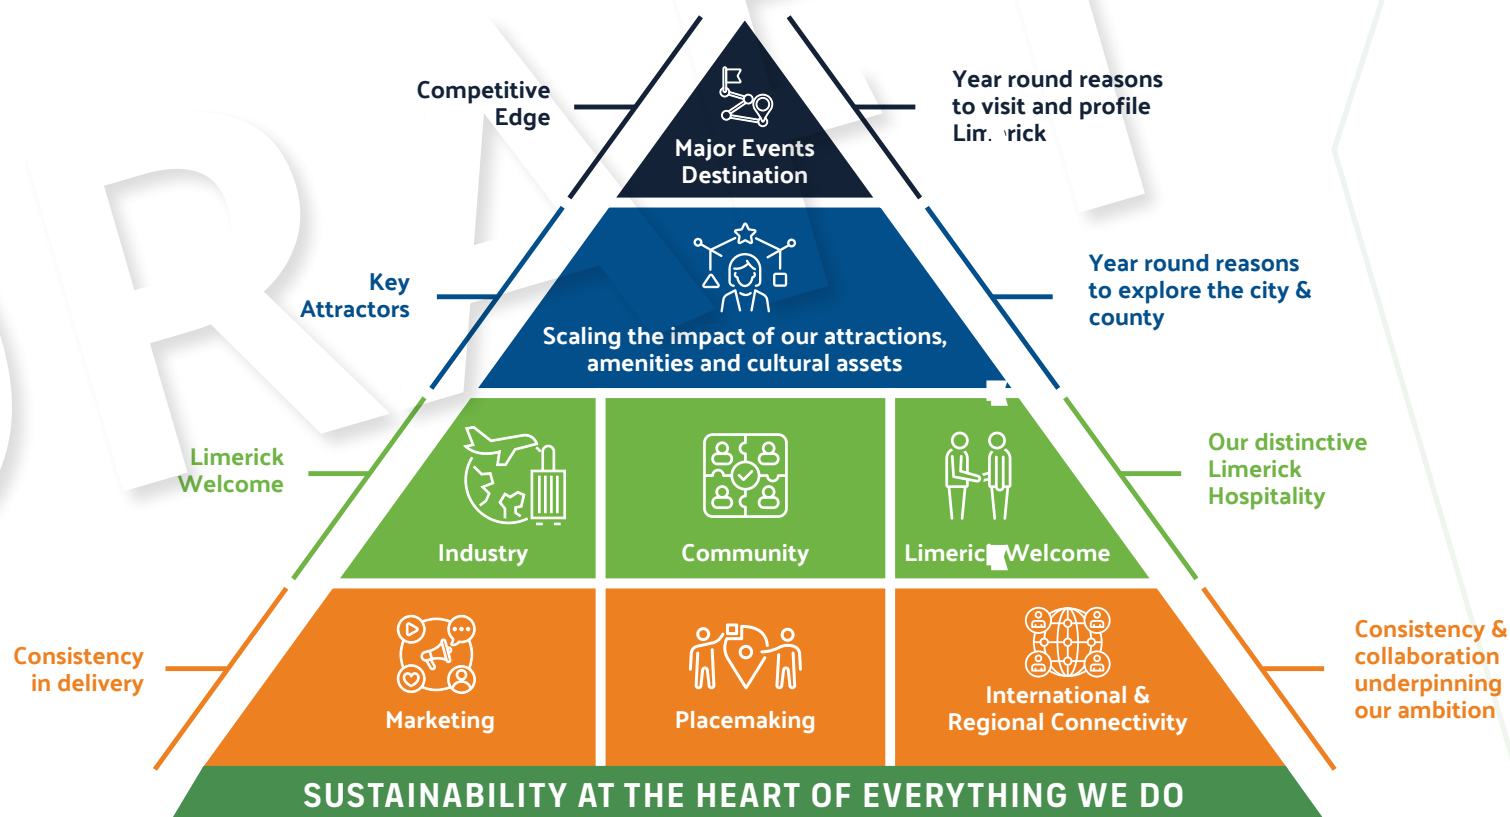 Competitive
Edge
Major Events
Destination
Year round reasons
to visit and profile
Key
Attractors
Scaling the impact of our attractions,
amenities and cultural assets
Year round reasons
to explore the city &
county
Limerick
Welcome
Industry
Community
Welcome
Our distinctive
Limerick
Hospitality
Consistency
in delivery
Marketing
Placemaking
International &
Regional Connectivity
Consistency &
collaboration
underpinning
our ambition
SUSTAINABILITY AT THE HEART OF EVERYTHING WE DO